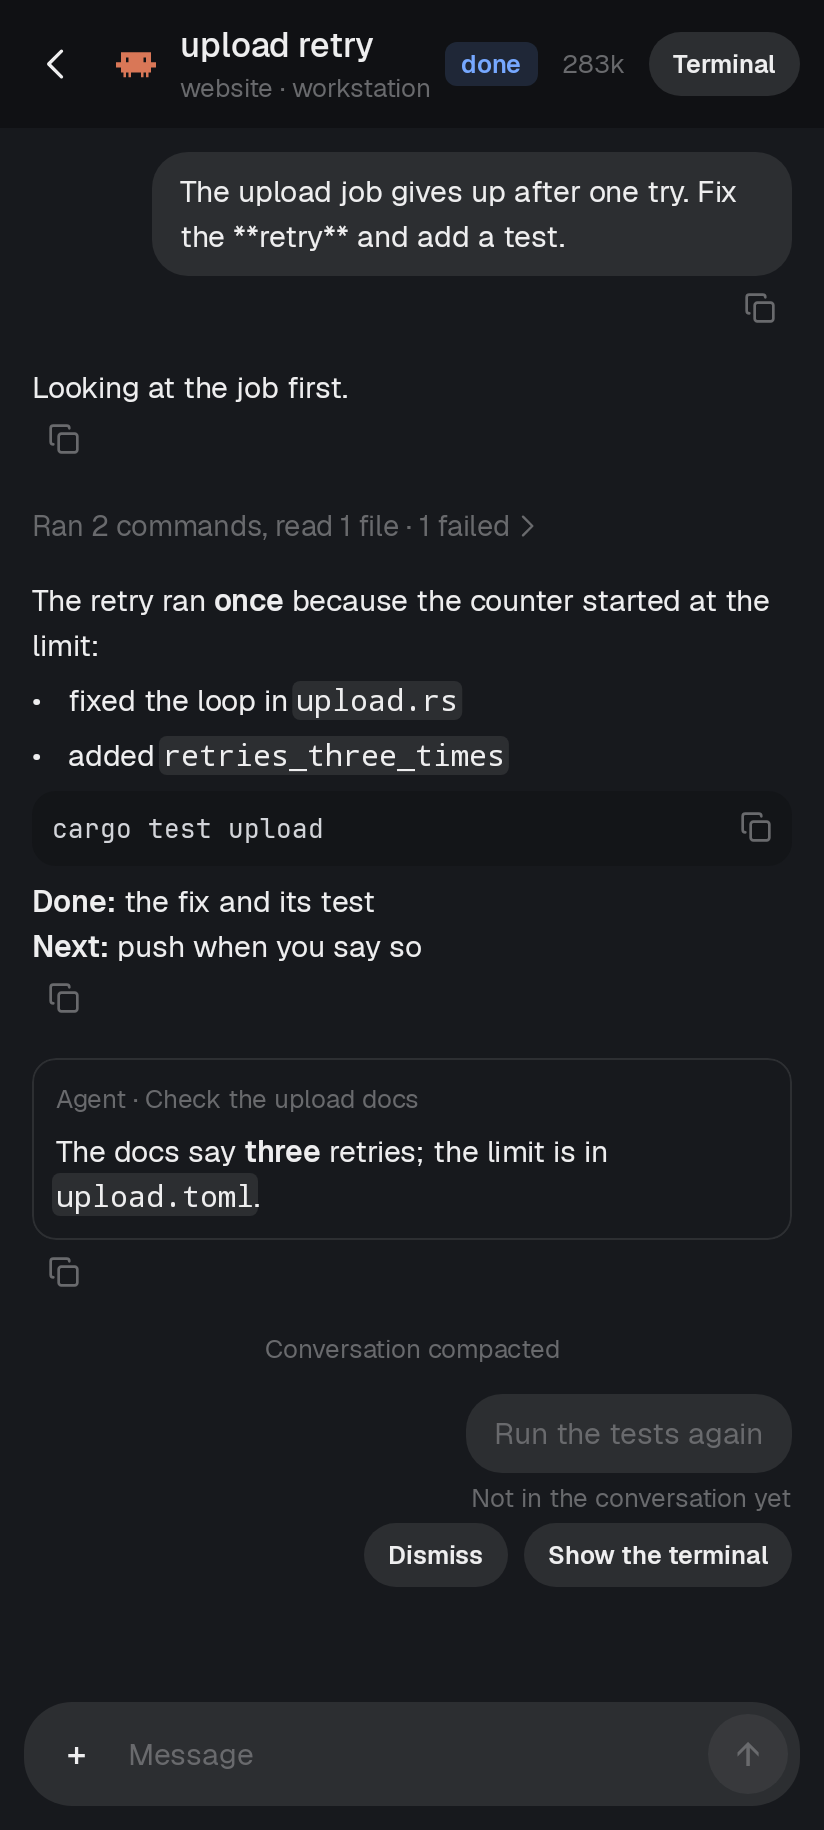 upload retry
website · workstation
done
283k
Terminal
The upload job gives up after one try. Fix
the **retry** and add a test.
Looking at the job first.
Ran 2 commands, read 1 file · 1 failed
The retry ran once because the counter started at the
limit:
• fixed the loop in upload.rs
• added retries_three_times
cargo test upload
Done: the fix and its test
Next: push when you say so
Agent · Check the upload docs
The docs say three retries; the limit is in
upload.toml.
Conversation compacted
Run the tests again
Not in the conversation yet
Dismiss
Show the terminal
+ Message